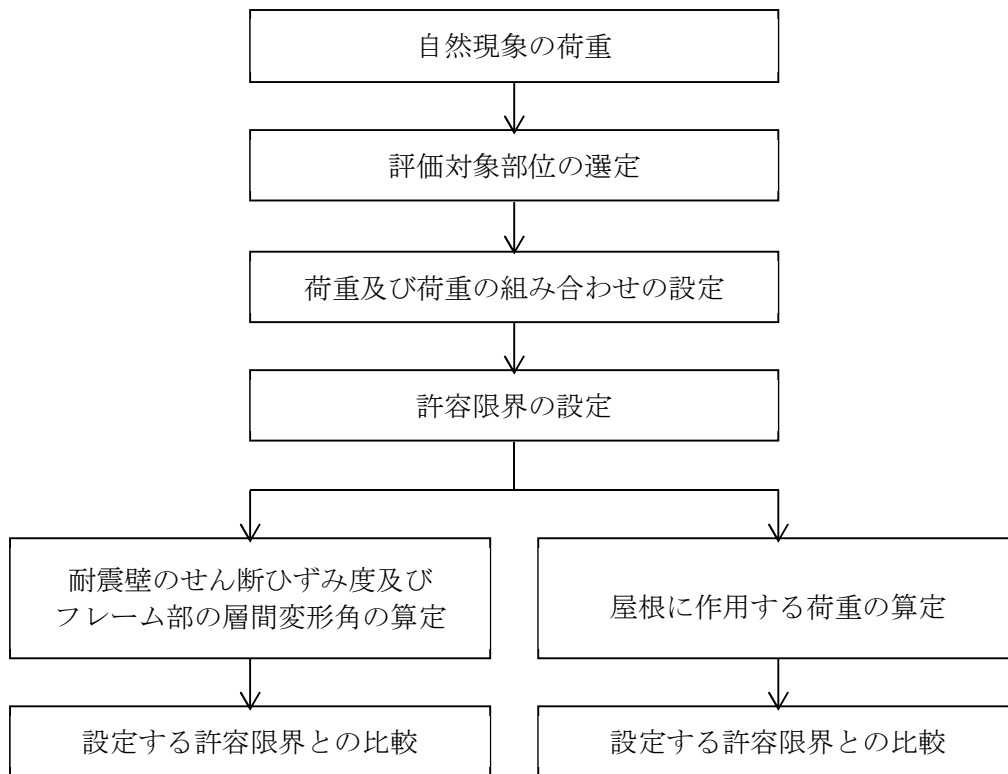 自然現象の荷重
評価対象部位の選定
荷重及び荷重の組み合わせの設定
許容限界の設定
耐震壁のせん断ひずみ度及び
フレーム部の層間変形角の算定
屋根に作用する荷重の算定
設定する許容限界との比較
設定する許容限界との比較